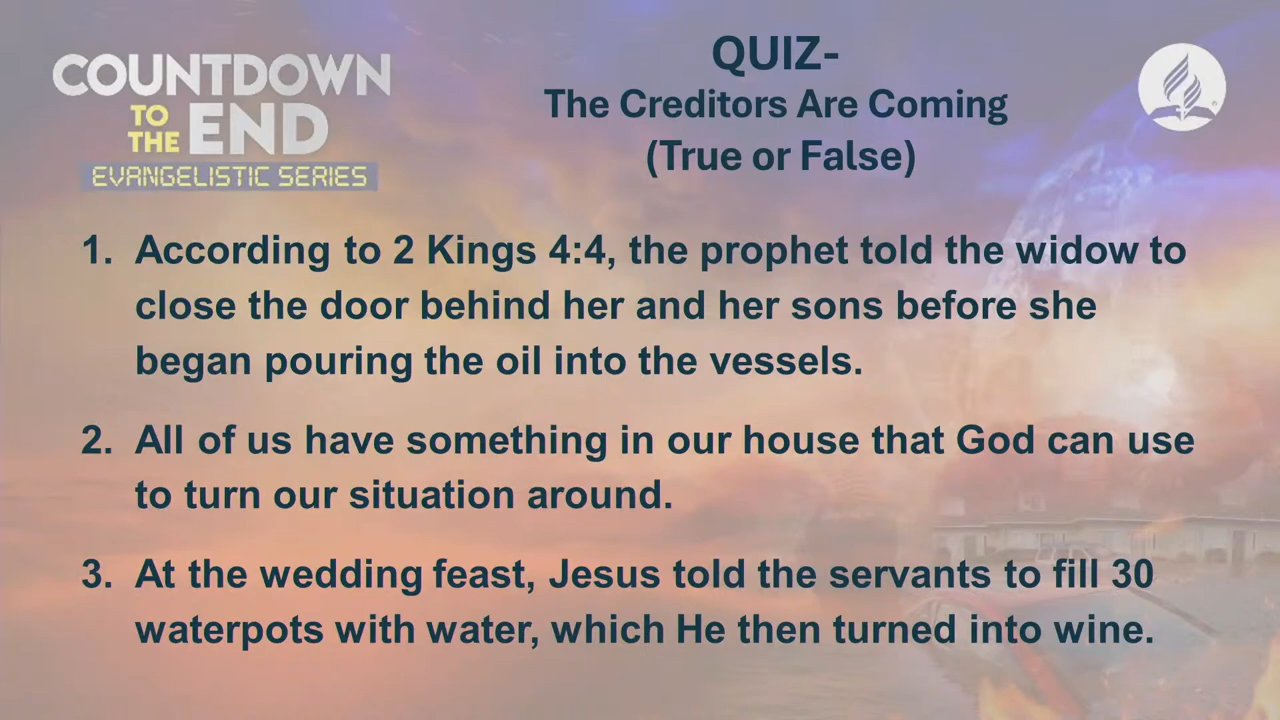 COUNTDOWN
TO THE END
EVANGELISTIC SERIES
QUIZ-
The Creditors Are Coming
(True or False)
1. According to 2 Kings 4:4, the prophet told the widow to
close the door behind her and her sons before she
began pouring the oil into the vessels.
2. All of us have something in our house that God can use
to turn our situation around.
3. At the wedding feast, Jesus told the servants to fill 30
waterpots with water, which He then turned into wine.